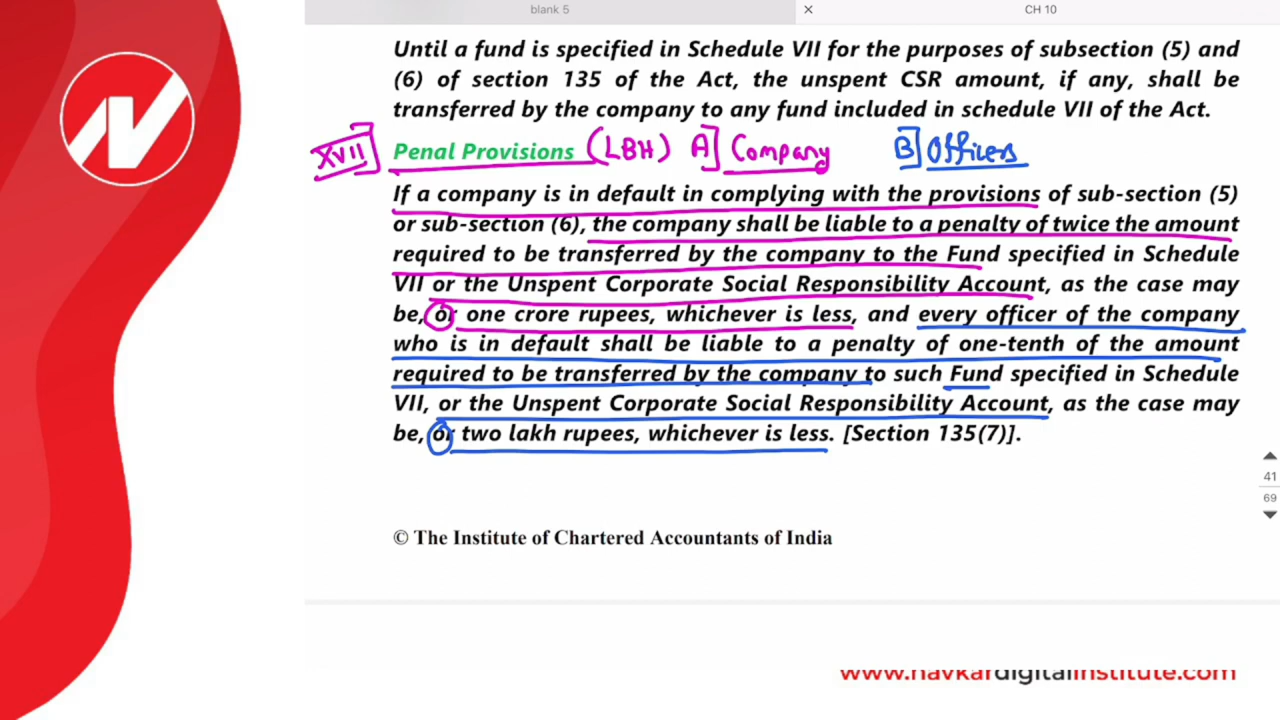 blank 5
× CH 10
Until a fund is specified in Schedule VII for the purposes of subsection (5) and
(6) of section 135 of the Act, the unspent CSR amount, if any, shall be
transferred by the company to any fund included in schedule VII of the Act.
XVII] Penal Provisions (LBH) A] Company B] Officers
If a company is in default in complying with the provisions of sub-section (5)
or sub-section (6), the company shall be liable to a penalty of twice the amount
required to be transferred by the company to the Fund specified in Schedule
VII or the Unspent Corporate Social Responsibility Account, as the case may
be, or one crore rupees, whichever is less, and every officer of the company
who is in default shall be liable to a penalty of one-tenth of the amount
required to be transferred by the company to such Fund specified in Schedule
VII, or the Unspent Corporate Social Responsibility Account, as the case may
be, or two lakh rupees, whichever is less. [Section 135(7)].
41
69
© The Institute of Chartered Accountants of India
www.navkardigitalinstitute.com